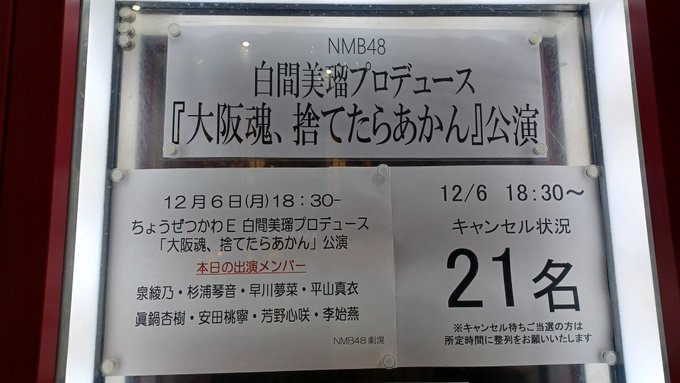 NMB48
白間美瑠プロデュース
『大阪魂、捨てたらあかん』公演
12月6日(月)18:30-
ちょうぜつかわE 白間美瑠プロデュース
「大阪魂、捨てたらあかん」公演
本日の出演メンバー
泉綾乃・杉浦琴音・早川夢菜・平山真衣
眞鍋杏樹・安田桃寧・芳野心咲・李始燕
NMB48劇場
12/6 18:30～
キャンセル状況
21名
※キャンセル待ちご当選の方は
所定時間に整列をお願いいたします